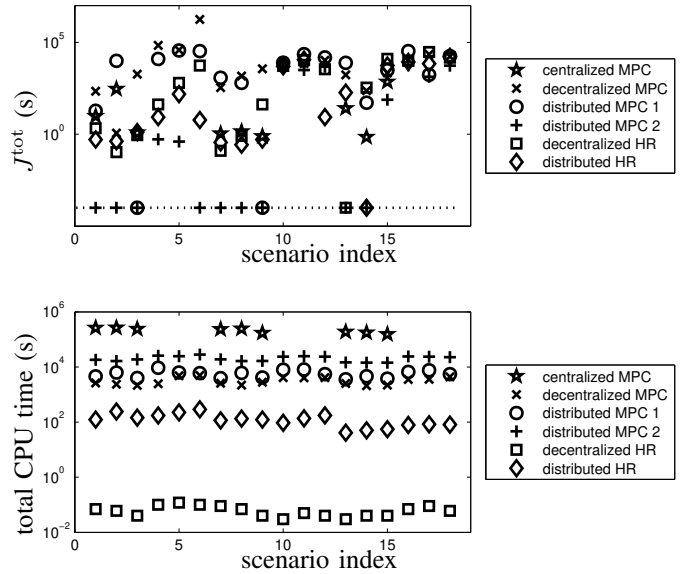 10^5
10^0
J^tot (s)
0 5 10 15
scenario index
centralized MPC
decentralized MPC
distributed MPC 1
distributed MPC 2
decentralized HR
distributed HR
10^6
10^4
10^2
10^0
10^-2
total CPU time (s)
0 5 10 15
scenario index
centralized MPC
decentralized MPC
distributed MPC 1
distributed MPC 2
decentralized HR
distributed HR